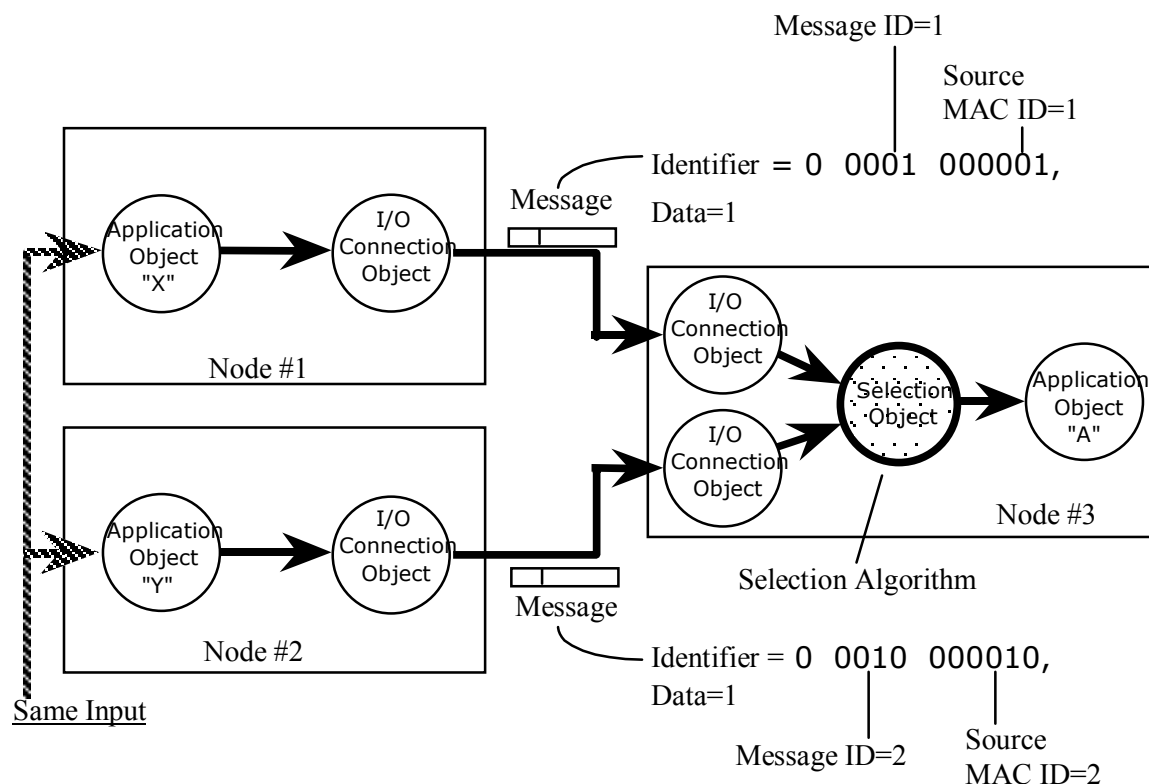 Message ID=1
Source
MAC ID=1
Identifier = 0 0001 000001,
Data=1
Message
Application
Object
"X"
I/O
Connection
Object
Node #1
I/O
Connection
Object
Selection
Object
Application
Object
"A"
I/O
Connection
Object
Node #3
Application
Object
"Y"
I/O
Connection
Object
Node #2
Selection Algorithm
Message
Identifier = 0 0010 000010,
Data=1
Same Input
Message ID=2
Source
MAC ID=2